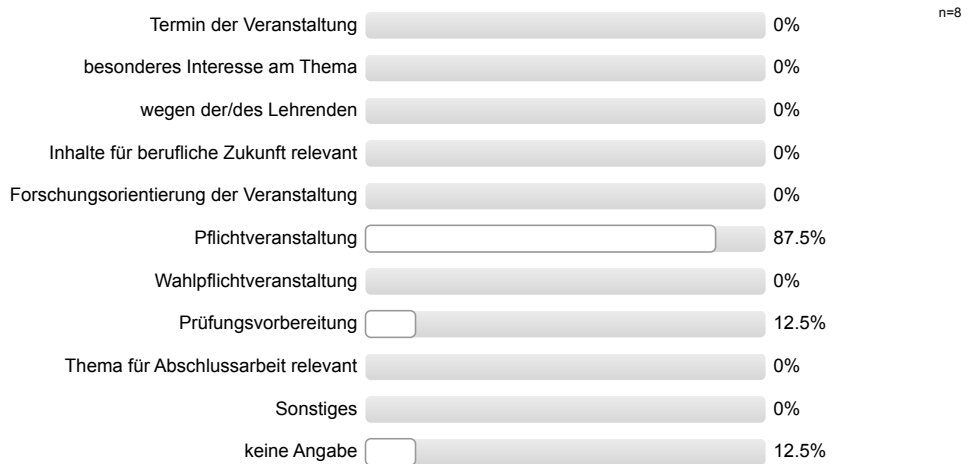 n=8
Termin der Veranstaltung 0%
besonderes Interesse am Thema 0%
wegen der/des Lehrenden 0%
Inhalte für berufliche Zukunft relevant 0%
Forschungsorientierung der Veranstaltung 0%
Pflichtveranstaltung 87.5%
Wahlpflichtveranstaltung 0%
Prüfungsvorbereitung 12.5%
Thema für Abschlussarbeit relevant 0%
Sonstiges 0%
keine Angabe 12.5%